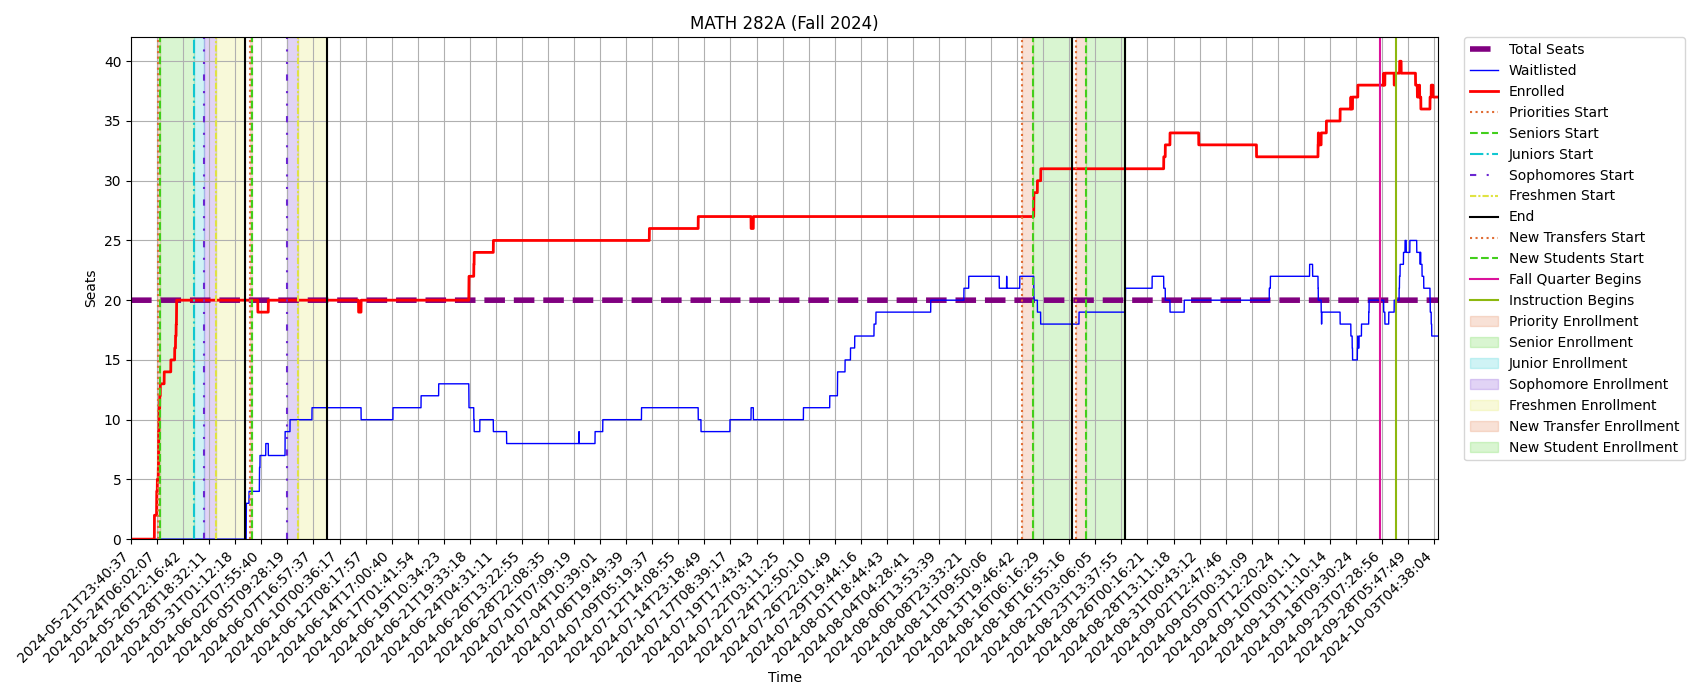 MATH 282A (Fall 2024)
Seats
40
35
30
25
20
15
10
5
0
2024-05-21T23:40:37
2024-05-24T06:02:07
2024-05-26T12:16:42
2024-05-28T18:32:11
2024-05-31T01:12:18
2024-06-02T07:55:40
2024-06-05T09:28:19
2024-06-07T16:57:37
2024-06-10T00:36:17
2024-06-12T08:17:57
2024-06-14T17:00:40
2024-06-17T01:41:54
2024-06-19T10:34:23
2024-06-21T19:33:18
2024-06-24T04:31:11
2024-06-26T13:22:55
2024-06-28T22:08:35
2024-07-01T07:09:19
2024-07-04T10:39:01
2024-07-06T19:49:39
2024-07-09T05:19:37
2024-07-12T14:08:55
2024-07-14T23:18:49
2024-07-17T08:39:17
2024-07-19T17:43:43
2024-07-22T03:11:25
2024-07-24T12:50:10
2024-07-26T22:01:49
2024-07-29T19:44:16
2024-08-01T18:44:43
2024-08-04T04:28:41
2024-08-06T13:53:39
2024-08-08T23:33:21
2024-08-11T09:50:06
2024-08-13T19:46:42
2024-08-16T06:16:29
2024-08-18T16:55:16
2024-08-21T03:06:05
2024-08-23T13:37:55
2024-08-26T00:16:21
2024-08-28T13:11:18
2024-08-31T00:43:12
2024-09-02T12:47:46
2024-09-05T00:31:09
2024-09-07T12:20:24
2024-09-10T00:01:11
2024-09-13T11:10:14
2024-09-18T09:30:24
2024-09-23T07:28:56
2024-09-28T05:47:49
2024-10-03T04:38:04
Time
Total Seats
Waitlisted
Enrolled
Priorities Start
Seniors Start
Juniors Start
Sophomores Start
Freshmen Start
End
New Transfers Start
New Students Start
Fall Quarter Begins
Instruction Begins
Priority Enrollment
Senior Enrollment
Junior Enrollment
Sophomore Enrollment
Freshmen Enrollment
New Transfer Enrollment
New Student Enrollment